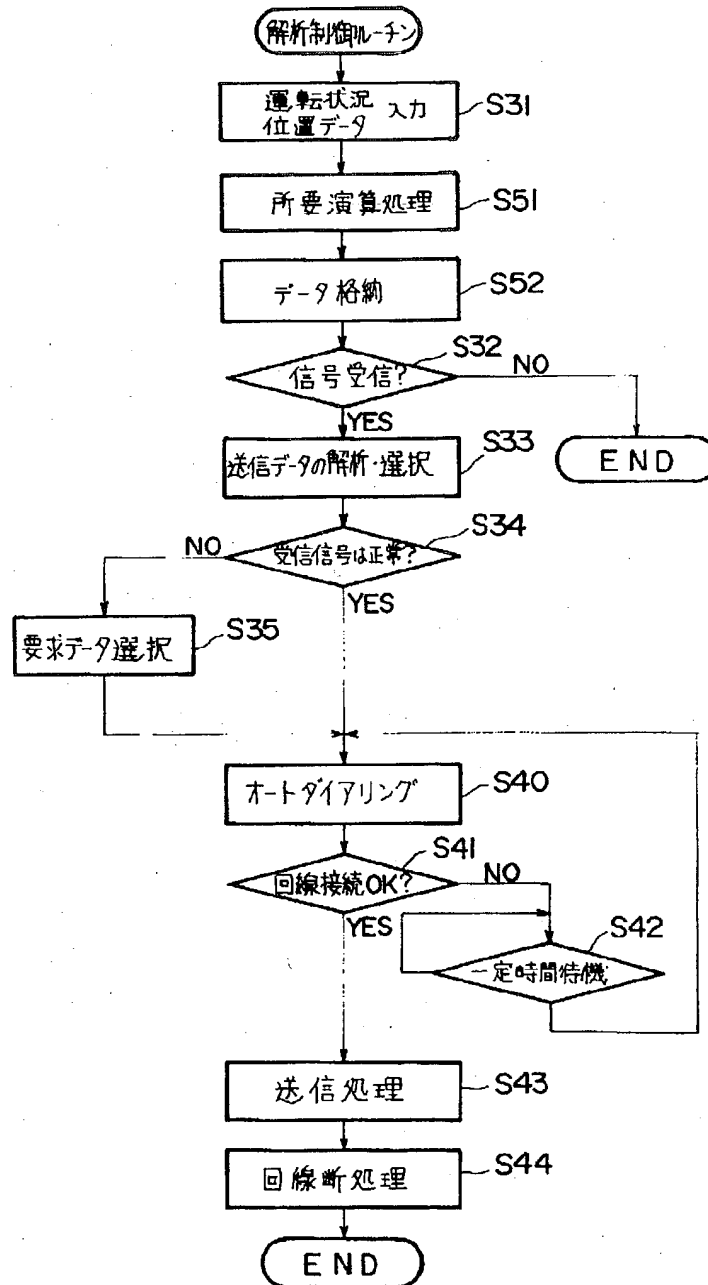 解析制御ルーチン
運転状況
位置データ 入力
S31
所要演算処理
S51
データ格納
S52
信号受信?
S32
NO
YES
END
送信データの解析・選択
S33
受信信号は正常?
S34
NO
YES
要求データ選択
S35
オートダイアリング
S40
回線接続OK?
S41
NO
YES
一定時間待機
S42
送信処理
S43
回線断処理
S44
END